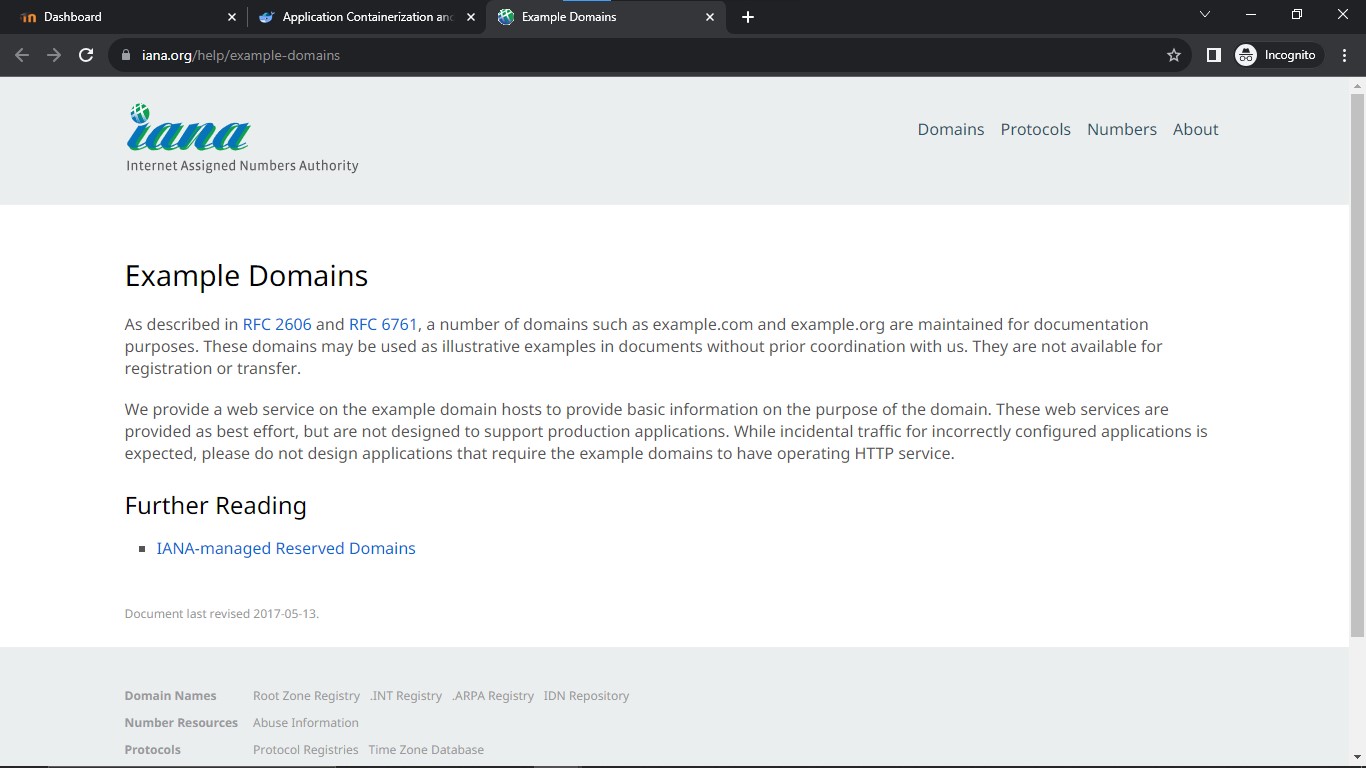 Dashboard
Application Containerization and
Example Domains
iana.org/help/example-domains
Incognito
iana
Internet Assigned Numbers Authority
Domains Protocols Numbers About
Example Domains
As described in RFC 2606 and RFC 6761, a number of domains such as example.com and example.org are maintained for documentation
purposes. These domains may be used as illustrative examples in documents without prior coordination with us. They are not available for
registration or transfer.
We provide a web service on the example domain hosts to provide basic information on the purpose of the domain. These web services are
provided as best effort, but are not designed to support production applications. While incidental traffic for incorrectly configured applications is
expected, please do not design applications that require the example domains to have operating HTTP service.
Further Reading
IANA-managed Reserved Domains
Document last revised 2017-05-13.
Domain Names Root Zone Registry .INT Registry .ARPA Registry IDN Repository
Number Resources Abuse Information
Protocols Protocol Registries Time Zone Database